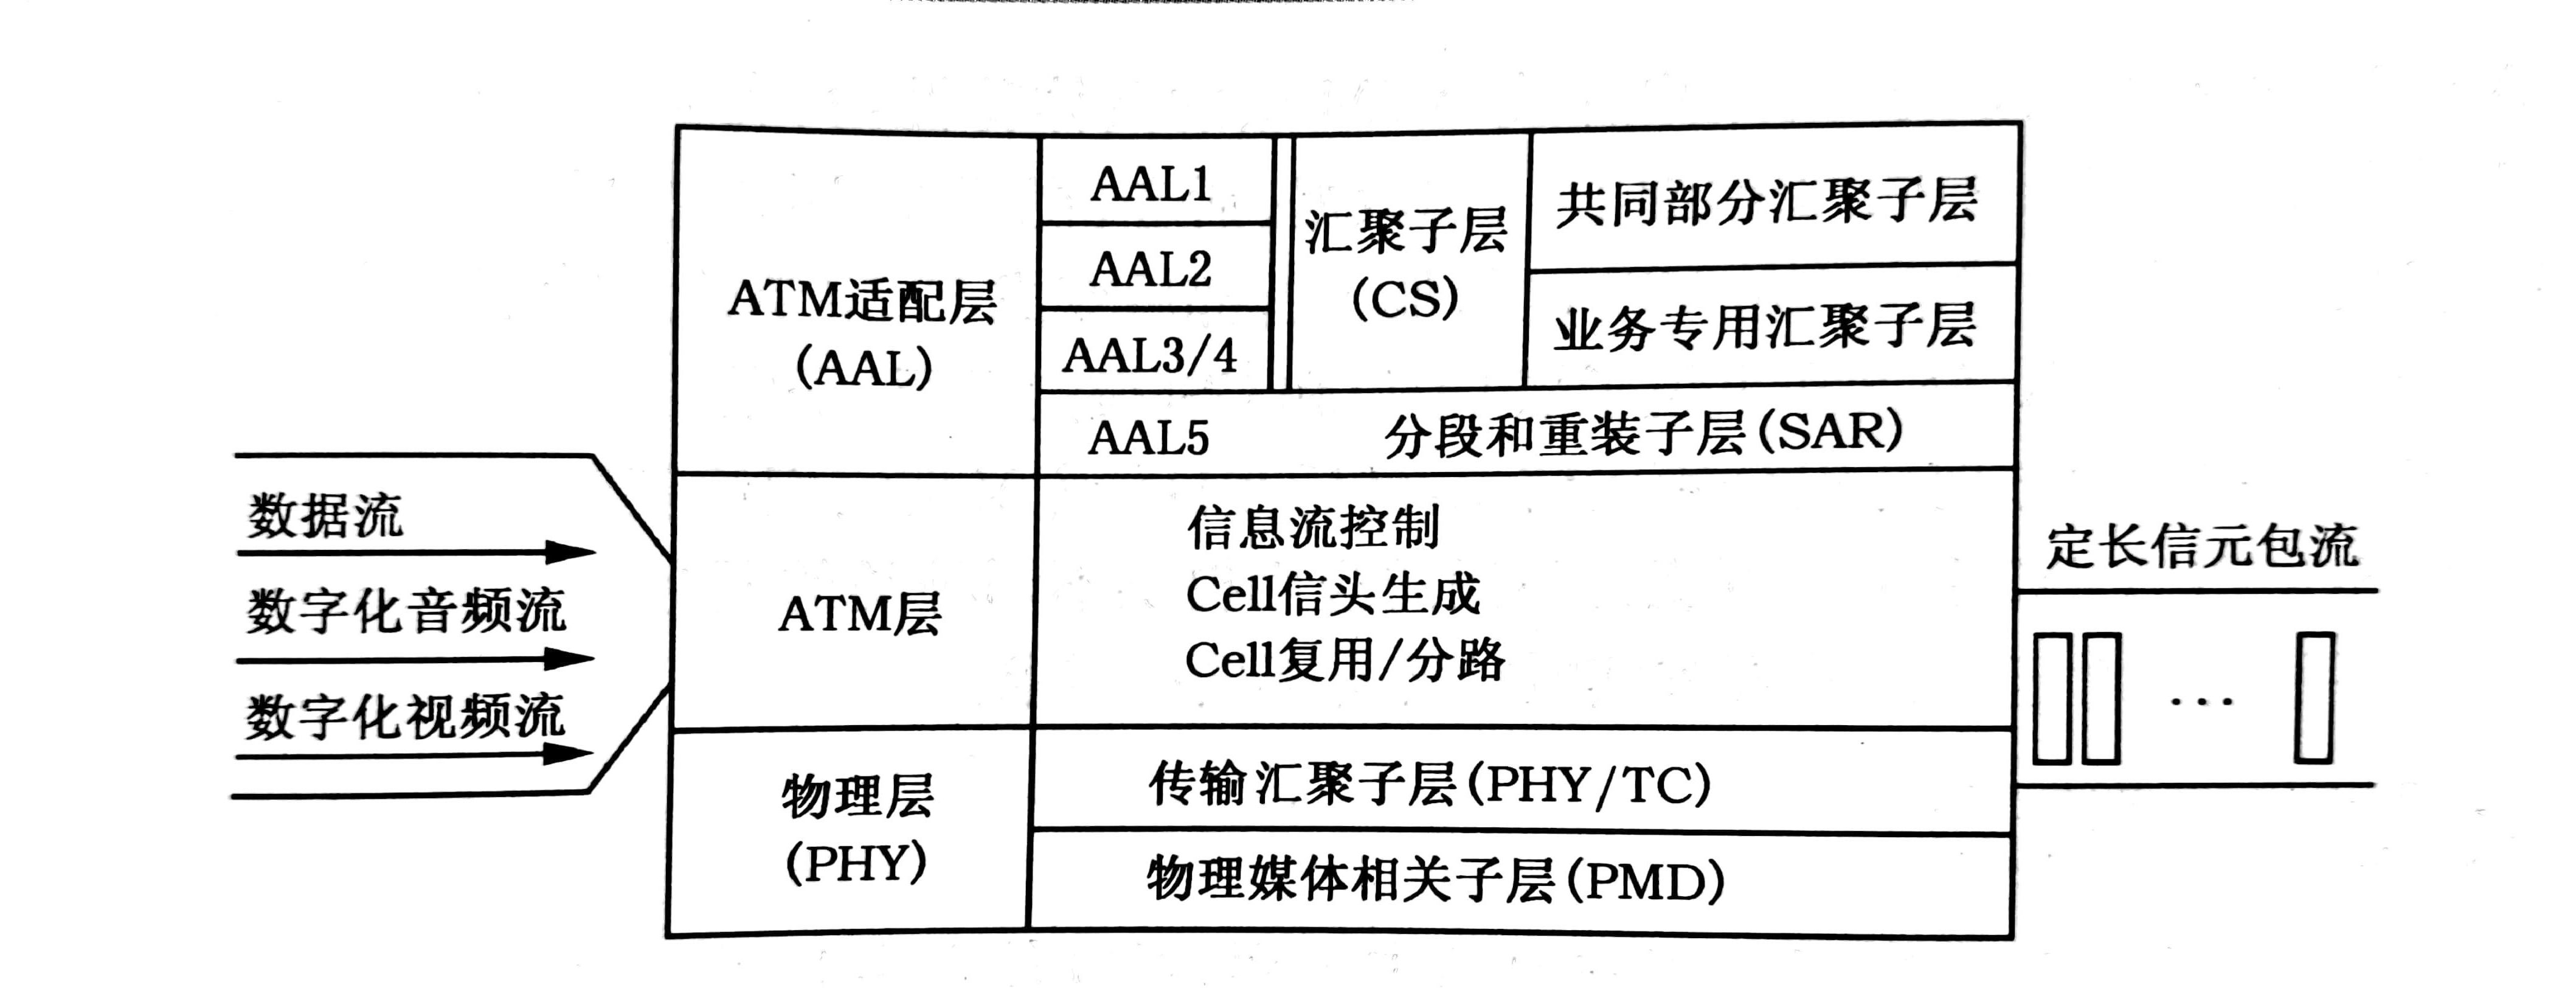 数据流
数字化音频流
数字化视频流
ATM适配层
(AAL)
AAL1
AAL2
AAL3/4
汇聚子层
(CS)
共同部分汇聚子层
业务专用汇聚子层
AAL5 分段和重装子层(SAR)
ATM层
信息流控制
Cell信头生成
Cell复用/分路
物理层
(PHY)
传输汇聚子层(PHY/TC)
物理媒体相关子层(PMD)
定长信元包流
...